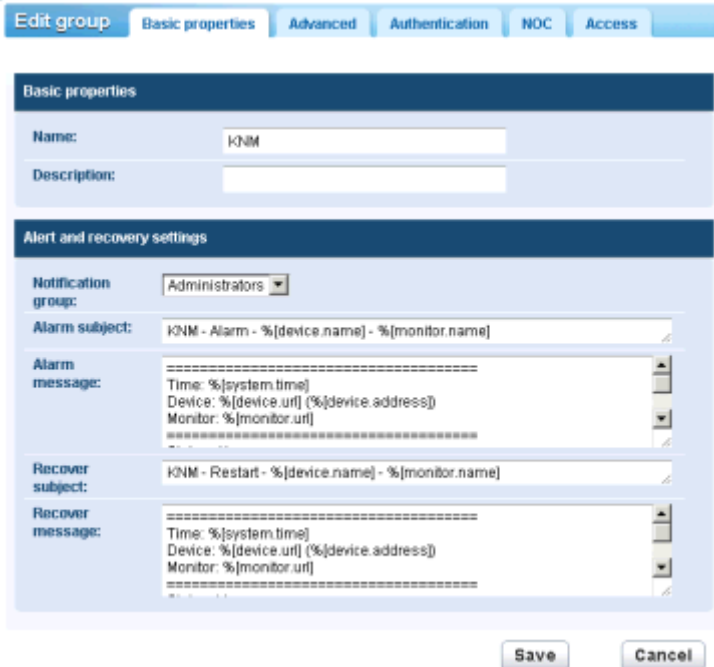 Edit group Basic properties Advanced Authentication NOC Access
Basic properties
Name: KNM
Description:
Alert and recovery settings
Notification group: Administrators
Alarm subject: KNM - Alarm - %[device.name] - %[monitor.name]
Alarm message:
=====================================
Time: %[system.time]
Device: %[device.url] (%[device.address])
Monitor: %[monitor.url]
=====================================
Recover subject: KNM - Restart - %[device.name] - %[monitor.name]
Recover message:
=====================================
Time: %[system.time]
Device: %[device.url] (%[device.address])
Monitor: %[monitor.url]
=====================================
Save Cancel